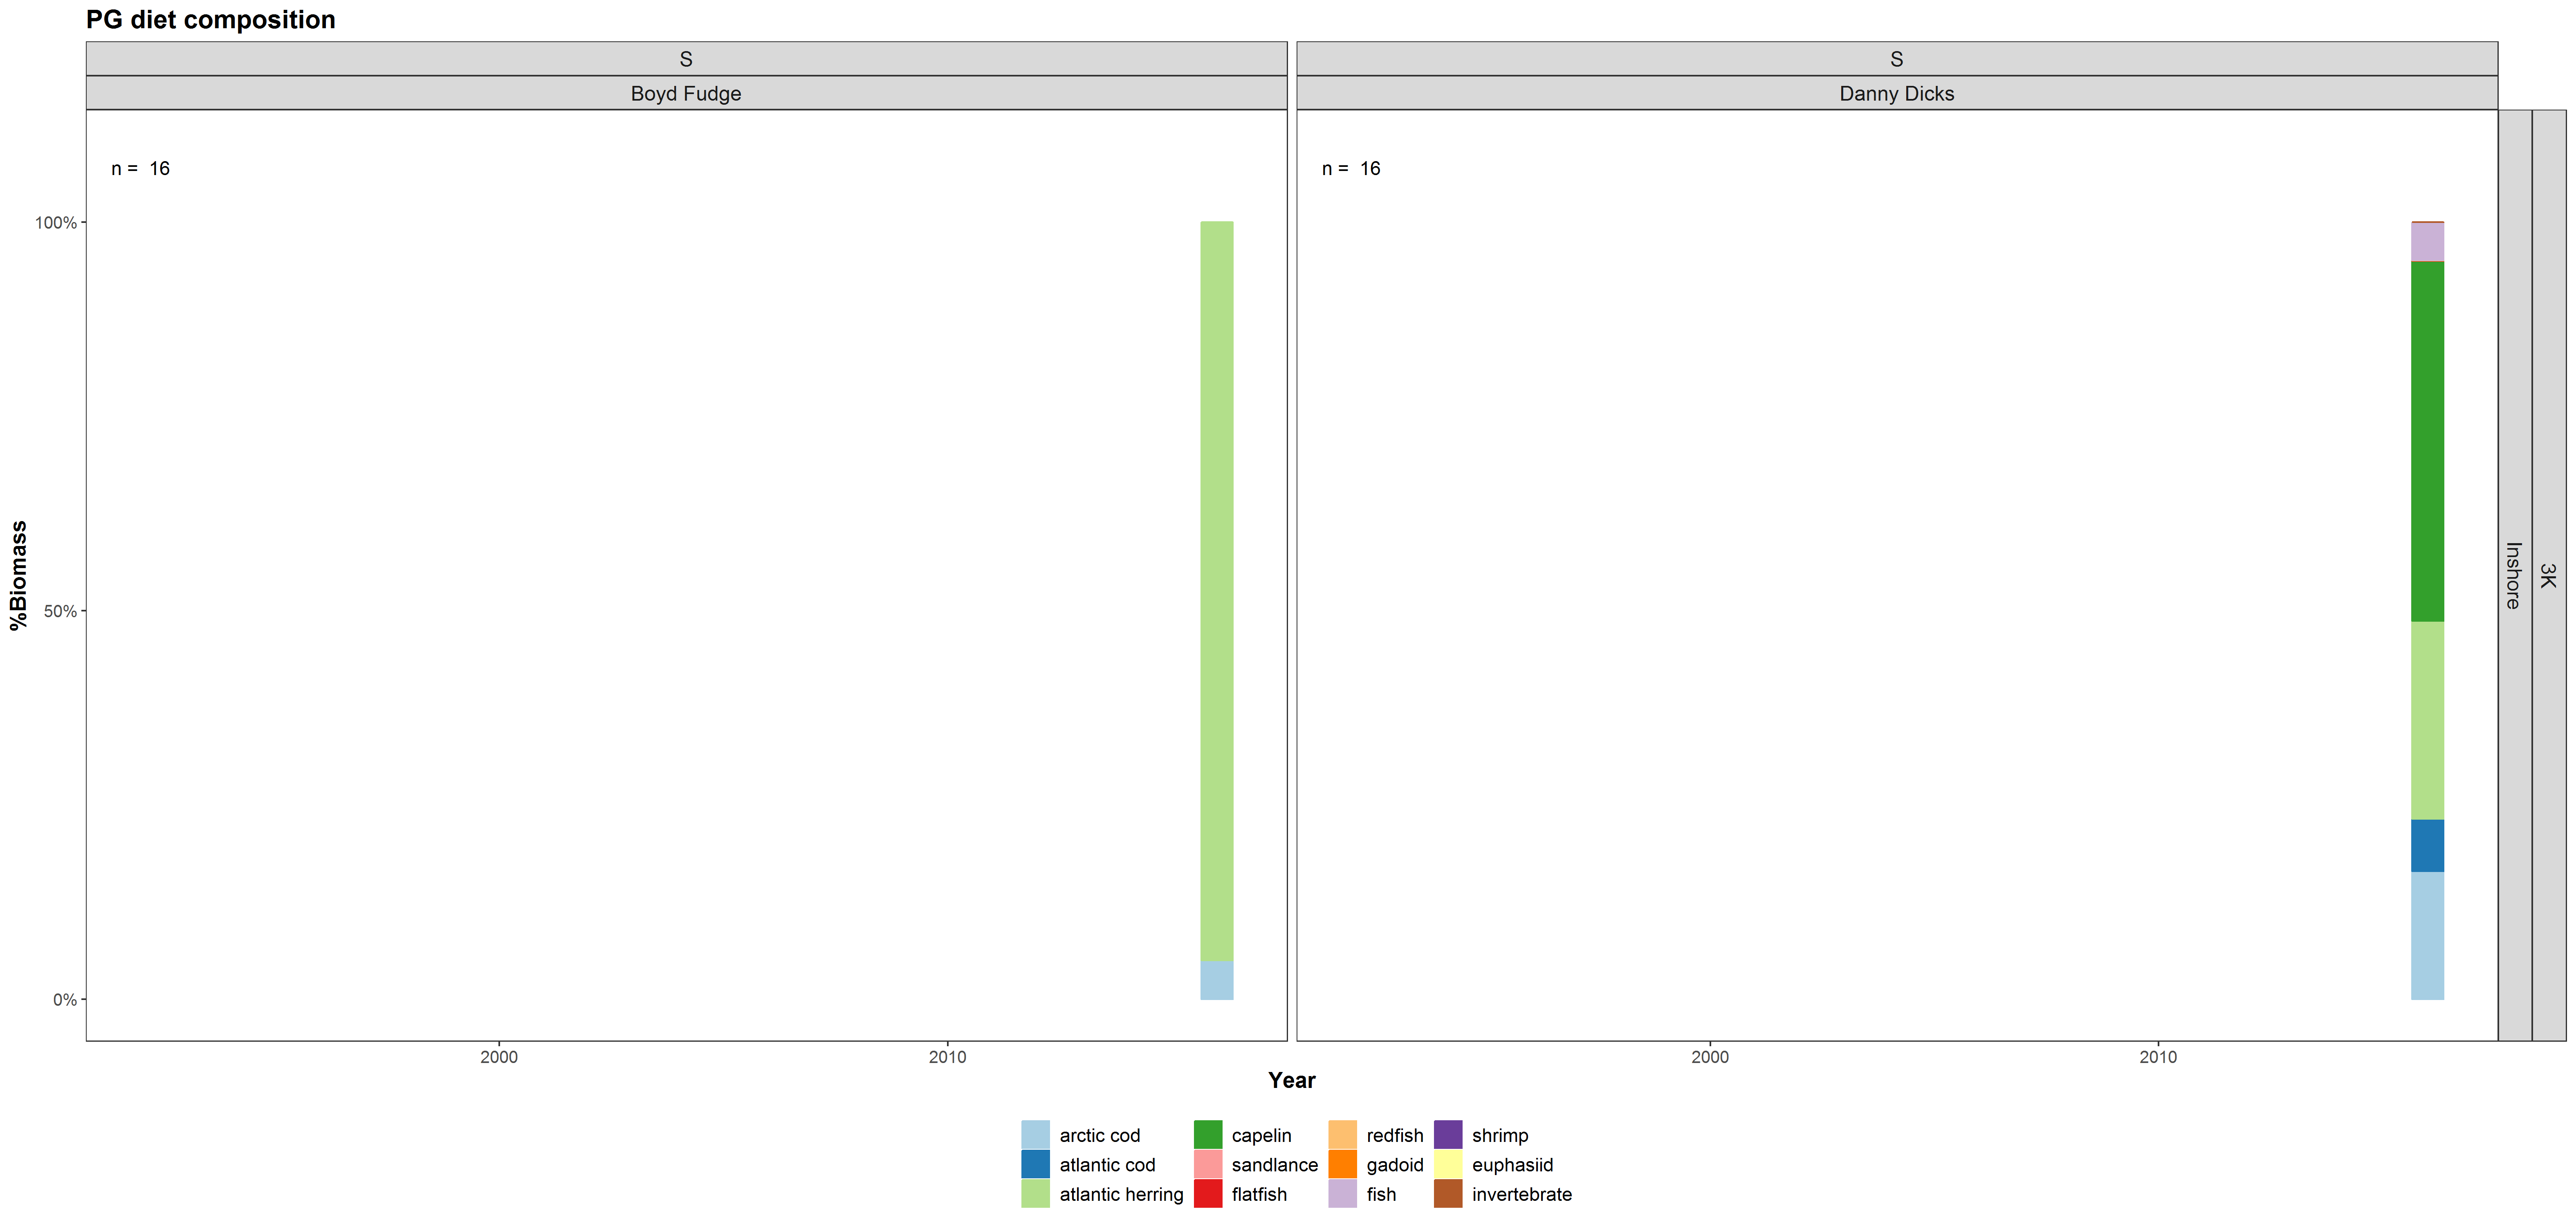 PG diet composition
S
S
Boyd Fudge
Danny Dicks
n =  16
n =  16
100%
50%
0%
%Biomass
Inshore
3K
2000
2010
2000
2010
Year
arctic cod
capelin
redfish
shrimp
atlantic cod
sandlance
gadoid
euphasiid
atlantic herring
flatfish
fish
invertebrate